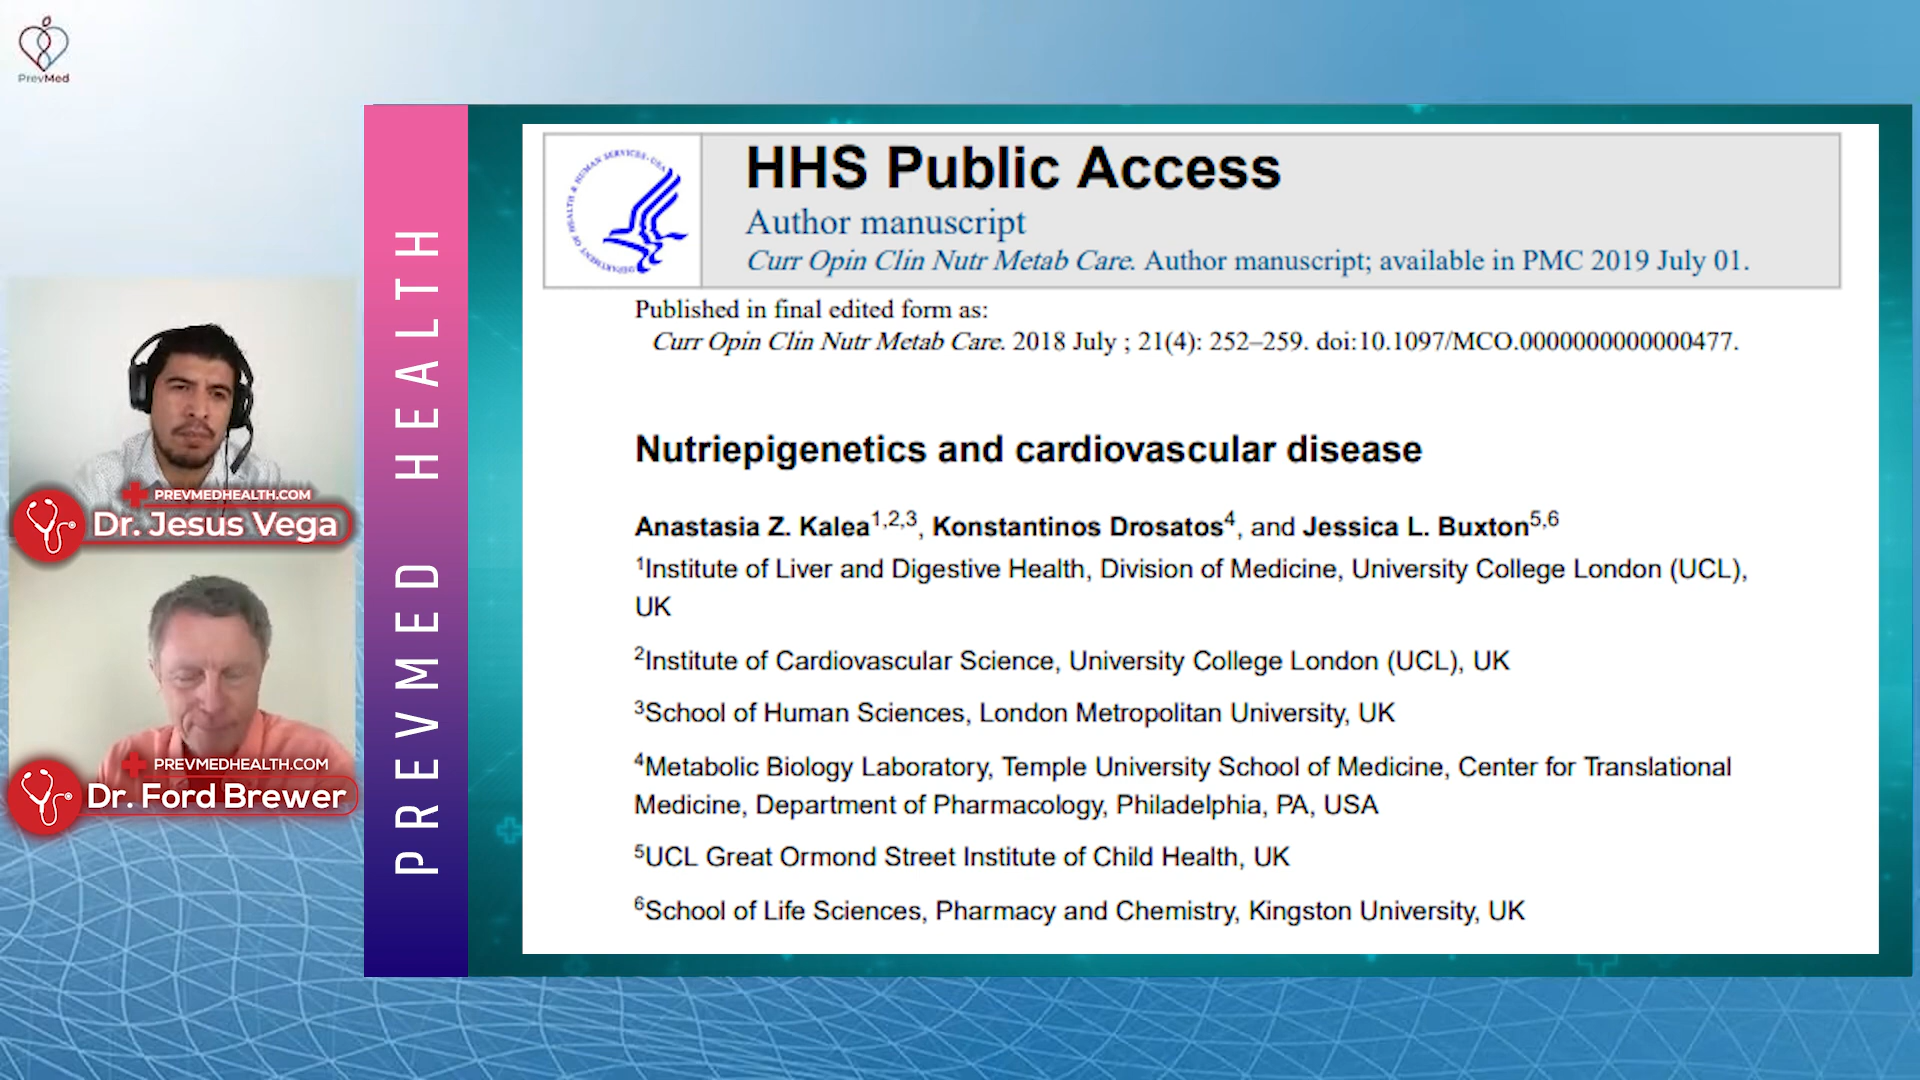 PrevMed
PREVMED HEALTH
PREVMEDHEALTH.COM
Dr. Jesus Vega
PREVMEDHEALTH.COM
Dr. Ford Brewer
DEPARTMENT OF HEALTH & HUMAN SERVICES·USA
HHS Public Access
Author manuscript
Curr Opin Clin Nutr Metab Care. Author manuscript; available in PMC 2019 July 01.
Published in final edited form as:
Curr Opin Clin Nutr Metab Care. 2018 July ; 21(4): 252–259. doi:10.1097/MCO.0000000000000477.
Nutriepigenetics and cardiovascular disease
Anastasia Z. Kalea1,2,3, Konstantinos Drosatos4, and Jessica L. Buxton5,6
1Institute of Liver and Digestive Health, Division of Medicine, University College London (UCL),
UK
2Institute of Cardiovascular Science, University College London (UCL), UK
3School of Human Sciences, London Metropolitan University, UK
4Metabolic Biology Laboratory, Temple University School of Medicine, Center for Translational
Medicine, Department of Pharmacology, Philadelphia, PA, USA
5UCL Great Ormond Street Institute of Child Health, UK
6School of Life Sciences, Pharmacy and Chemistry, Kingston University, UK